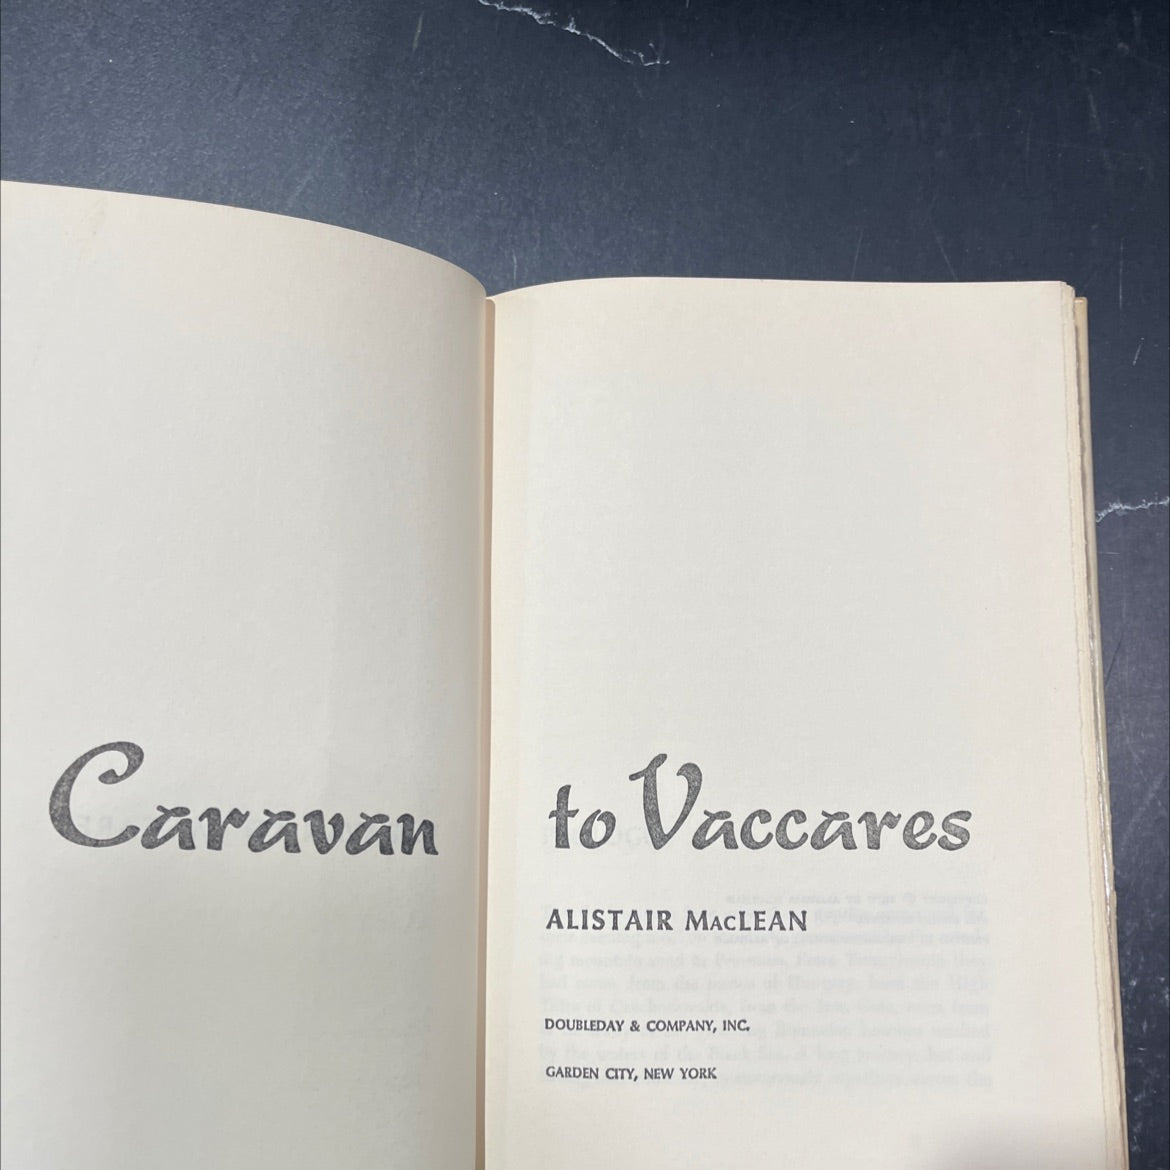 Caravan to Vaccares
ALISTAIR MacLEAN
DOUBLEDAY & COMPANY, INC.
GARDEN CITY, NEW YORK